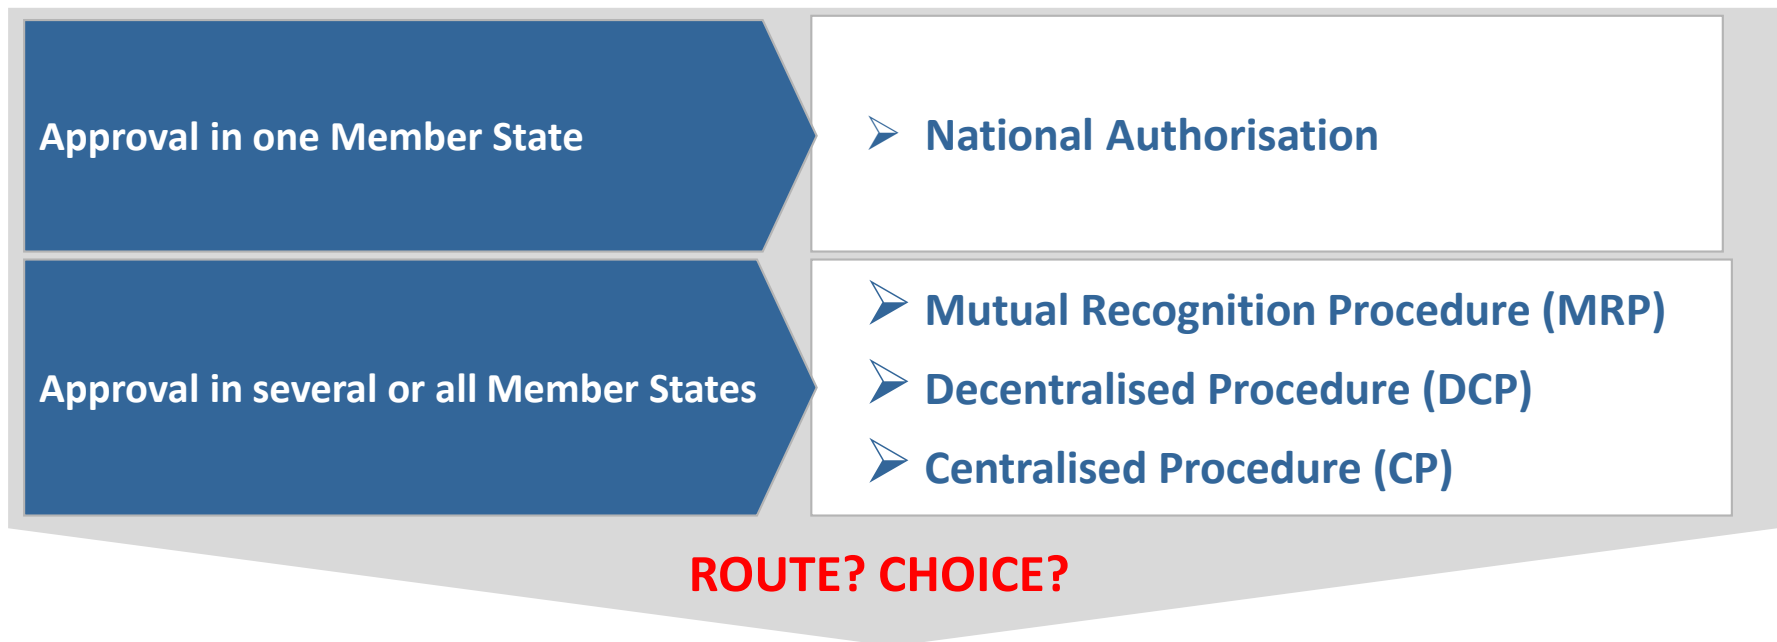 Approval in one Member State
National Authorisation
Approval in several or all Member States
Mutual Recognition Procedure (MRP)
Decentralised Procedure (DCP)
Centralised Procedure (CP)
ROUTE? CHOICE?